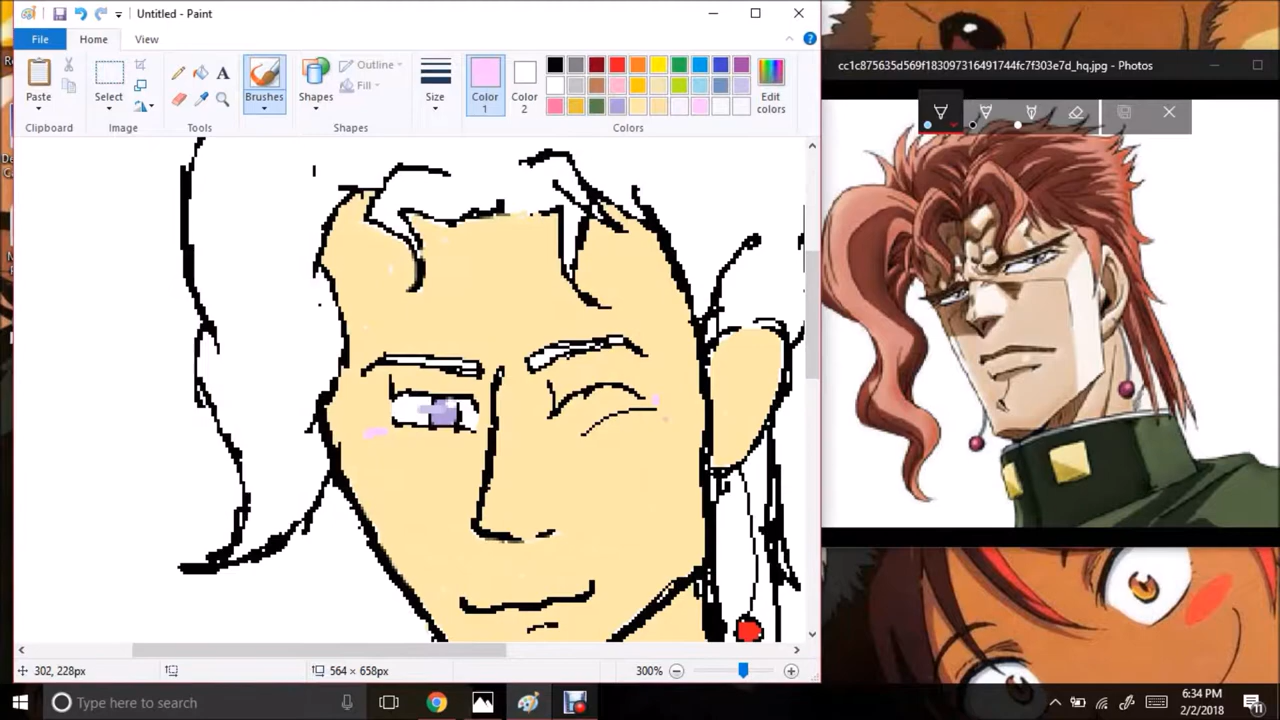 Untitled - Paint
File
Home
View
Paste
Select
Brushes
Shapes
Outline
Fill
Size
Color
1
Color
2
Edit
colors
Clipboard
Image
Tools
Shapes
Colors
cc1c875635d569f183097316491744fc7f303e7d_hq.jpg - Photos
302, 228px
564 × 658px
300%
Type here to search
6:34 PM
2/2/2018
11